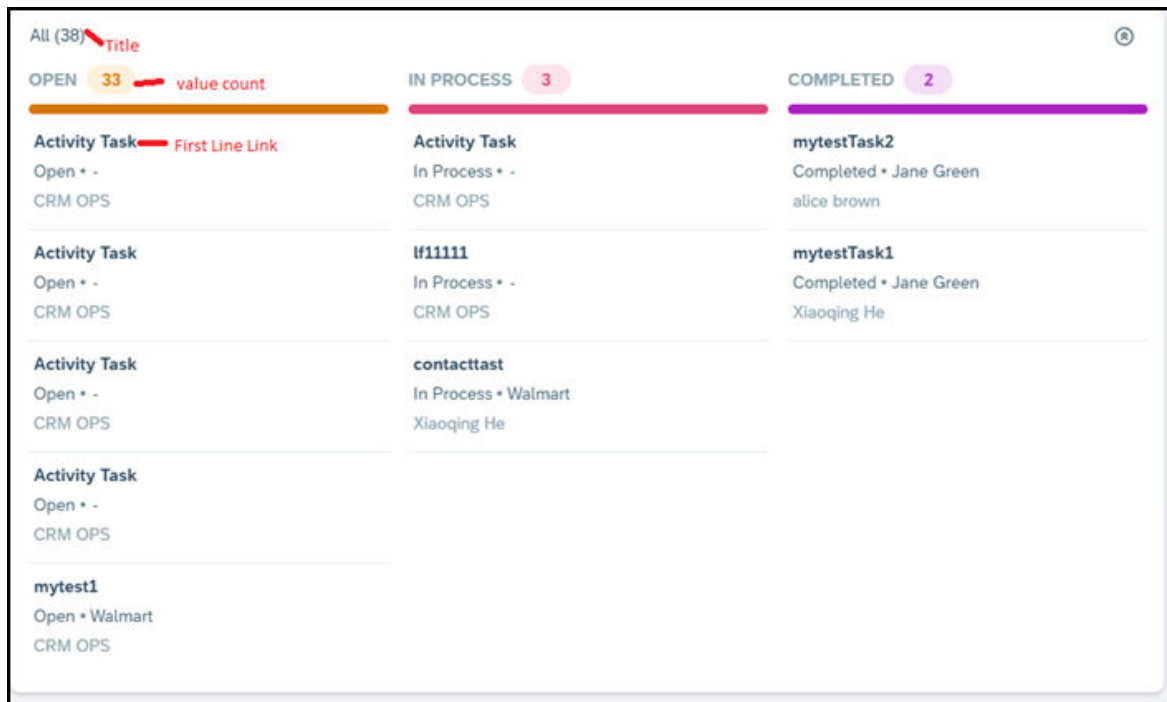 All (38) Title
OPEN 33 value count
Activity Task First Line Link
Open • -
CRM OPS
Activity Task
Open • -
CRM OPS
Activity Task
Open • -
CRM OPS
Activity Task
Open • -
CRM OPS
mytest1
Open • Walmart
CRM OPS
IN PROCESS 3
Activity Task
In Process • -
CRM OPS
lf11111
In Process • -
CRM OPS
contacttast
In Process • Walmart
Xiaoqing He
COMPLETED 2
mytestTask2
Completed • Jane Green
alice brown
mytestTask1
Completed • Jane Green
Xiaoqing He